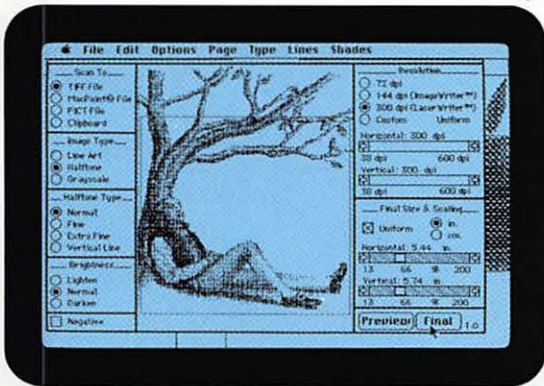 File Edit Options Page Type Lines Shades
Scan To
TIFF File
MacPaint® File
PICT File
Clipboard
Image Type
Line Art
Halftone
Grayscale
Halftone Type
Normal
Fine
Extra Fine
Vertical Line
Brightness
Lighten
Normal
Darken
Negative
Resolution
72 dpi
144 dpi (ImageWriter™)
300 dpi (LaserWriter™)
Custom Uniform
Horizontal: 300 dpi
38 dpi 600 dpi
Vertical: 300 dpi
38 dpi 600 dpi
Final Size & Scaling
Uniform in.
cm.
Horizontal: 5.44 in
13 66 % 200
Vertical: 5.74 in
13 66 % 200
Preview Final 1.0